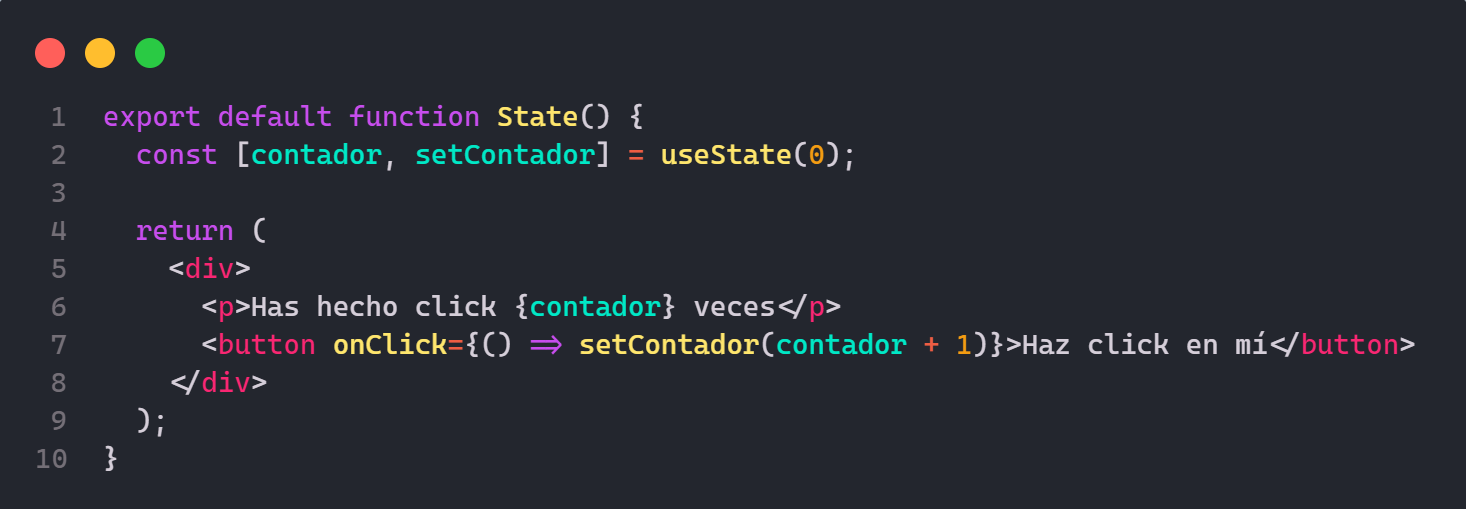 1 export default function State() {
2 const [contador, setContador] = useState(0);
3
4 return (
5 <div>
6 <p>Has hecho click {contador} veces</p>
7 <button onClick={() => setContador(contador + 1)}>Haz click en mí</button>
8 </div>
9 );
10 }